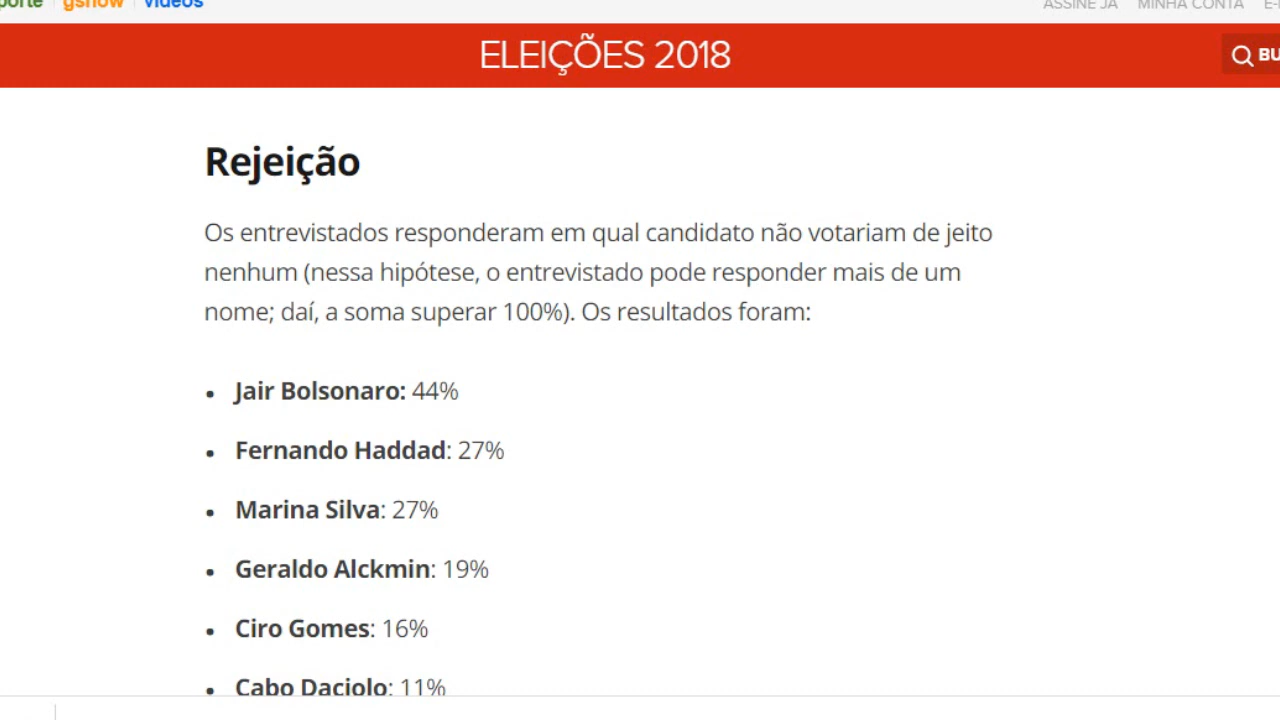 gshow vídeos ASSINE JÁ MINHA CONTA
ELEIÇÕES 2018
Rejeição
Os entrevistados responderam em qual candidato não votariam de jeito
nenhum (nessa hipótese, o entrevistado pode responder mais de um
nome; daí, a soma superar 100%). Os resultados foram:
• Jair Bolsonaro: 44%
• Fernando Haddad: 27%
• Marina Silva: 27%
• Geraldo Alckmin: 19%
• Ciro Gomes: 16%
• Cabo Daciolo: 11%